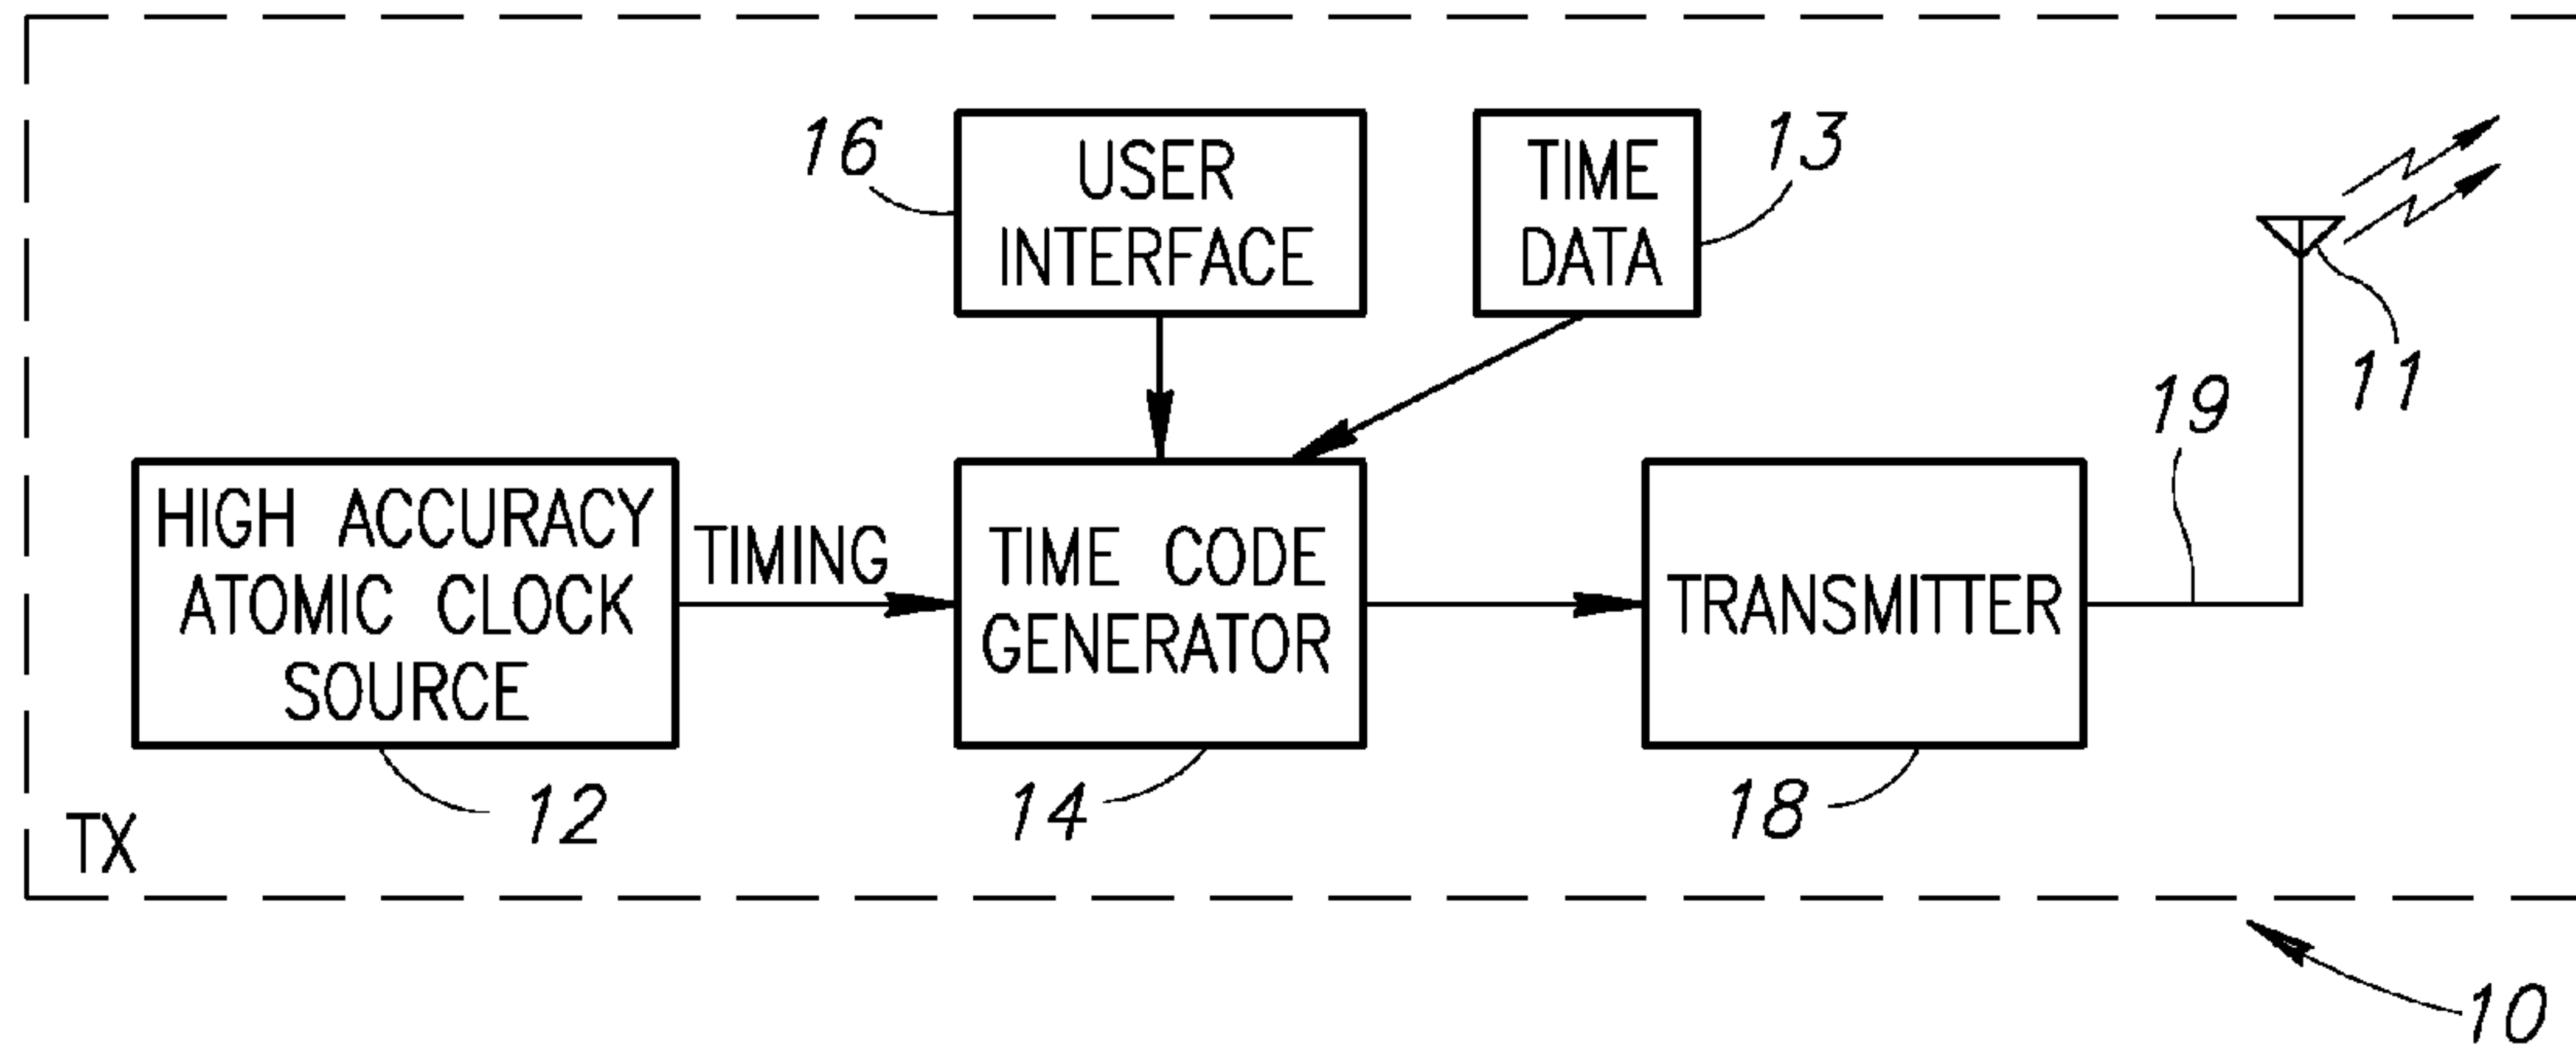 16
USER
INTERFACE
TIME
DATA
13
11
19
HIGH ACCURACY
ATOMIC CLOCK
SOURCE
TIMING
TIME CODE
GENERATOR
TRANSMITTER
12
14
18
TX
10